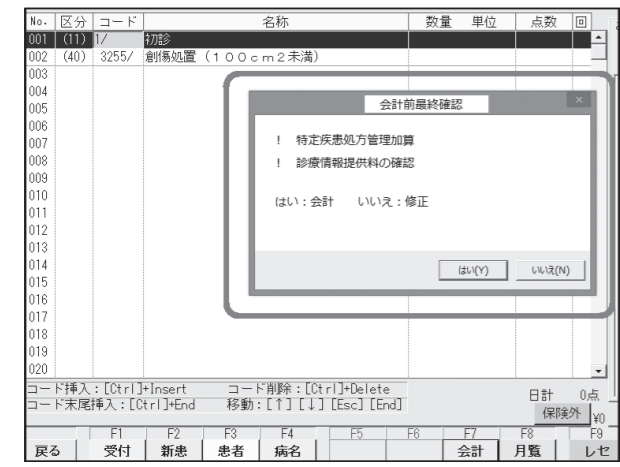 No. 区分 コード 名称 数量 単位 点数 回
001 (11) 1/ 初診
002 (40) 3255/ 創傷処置（１００ｃｍ２未満）
003
004
005
006
007
008
009
010
011
012
013
014
015
016
017
018
019
020
会計前最終確認
! 特定疾患処方管理加算
! 診療情報提供料の確認
はい：会計 いいえ：修正
はい(Y) いいえ(N)
コード挿入：[Ctrl]+Insert コード削除：[Ctrl]+Delete
コード末尾挿入：[Ctrl]+End 移動：[↑][↓][Esc][End]
日計 0点
保険外 ¥0
F1 F2 F3 F4 F5 F6 F7 F8 F9
戻る 受付 新患 患者 病名 会計 月覧 レセ